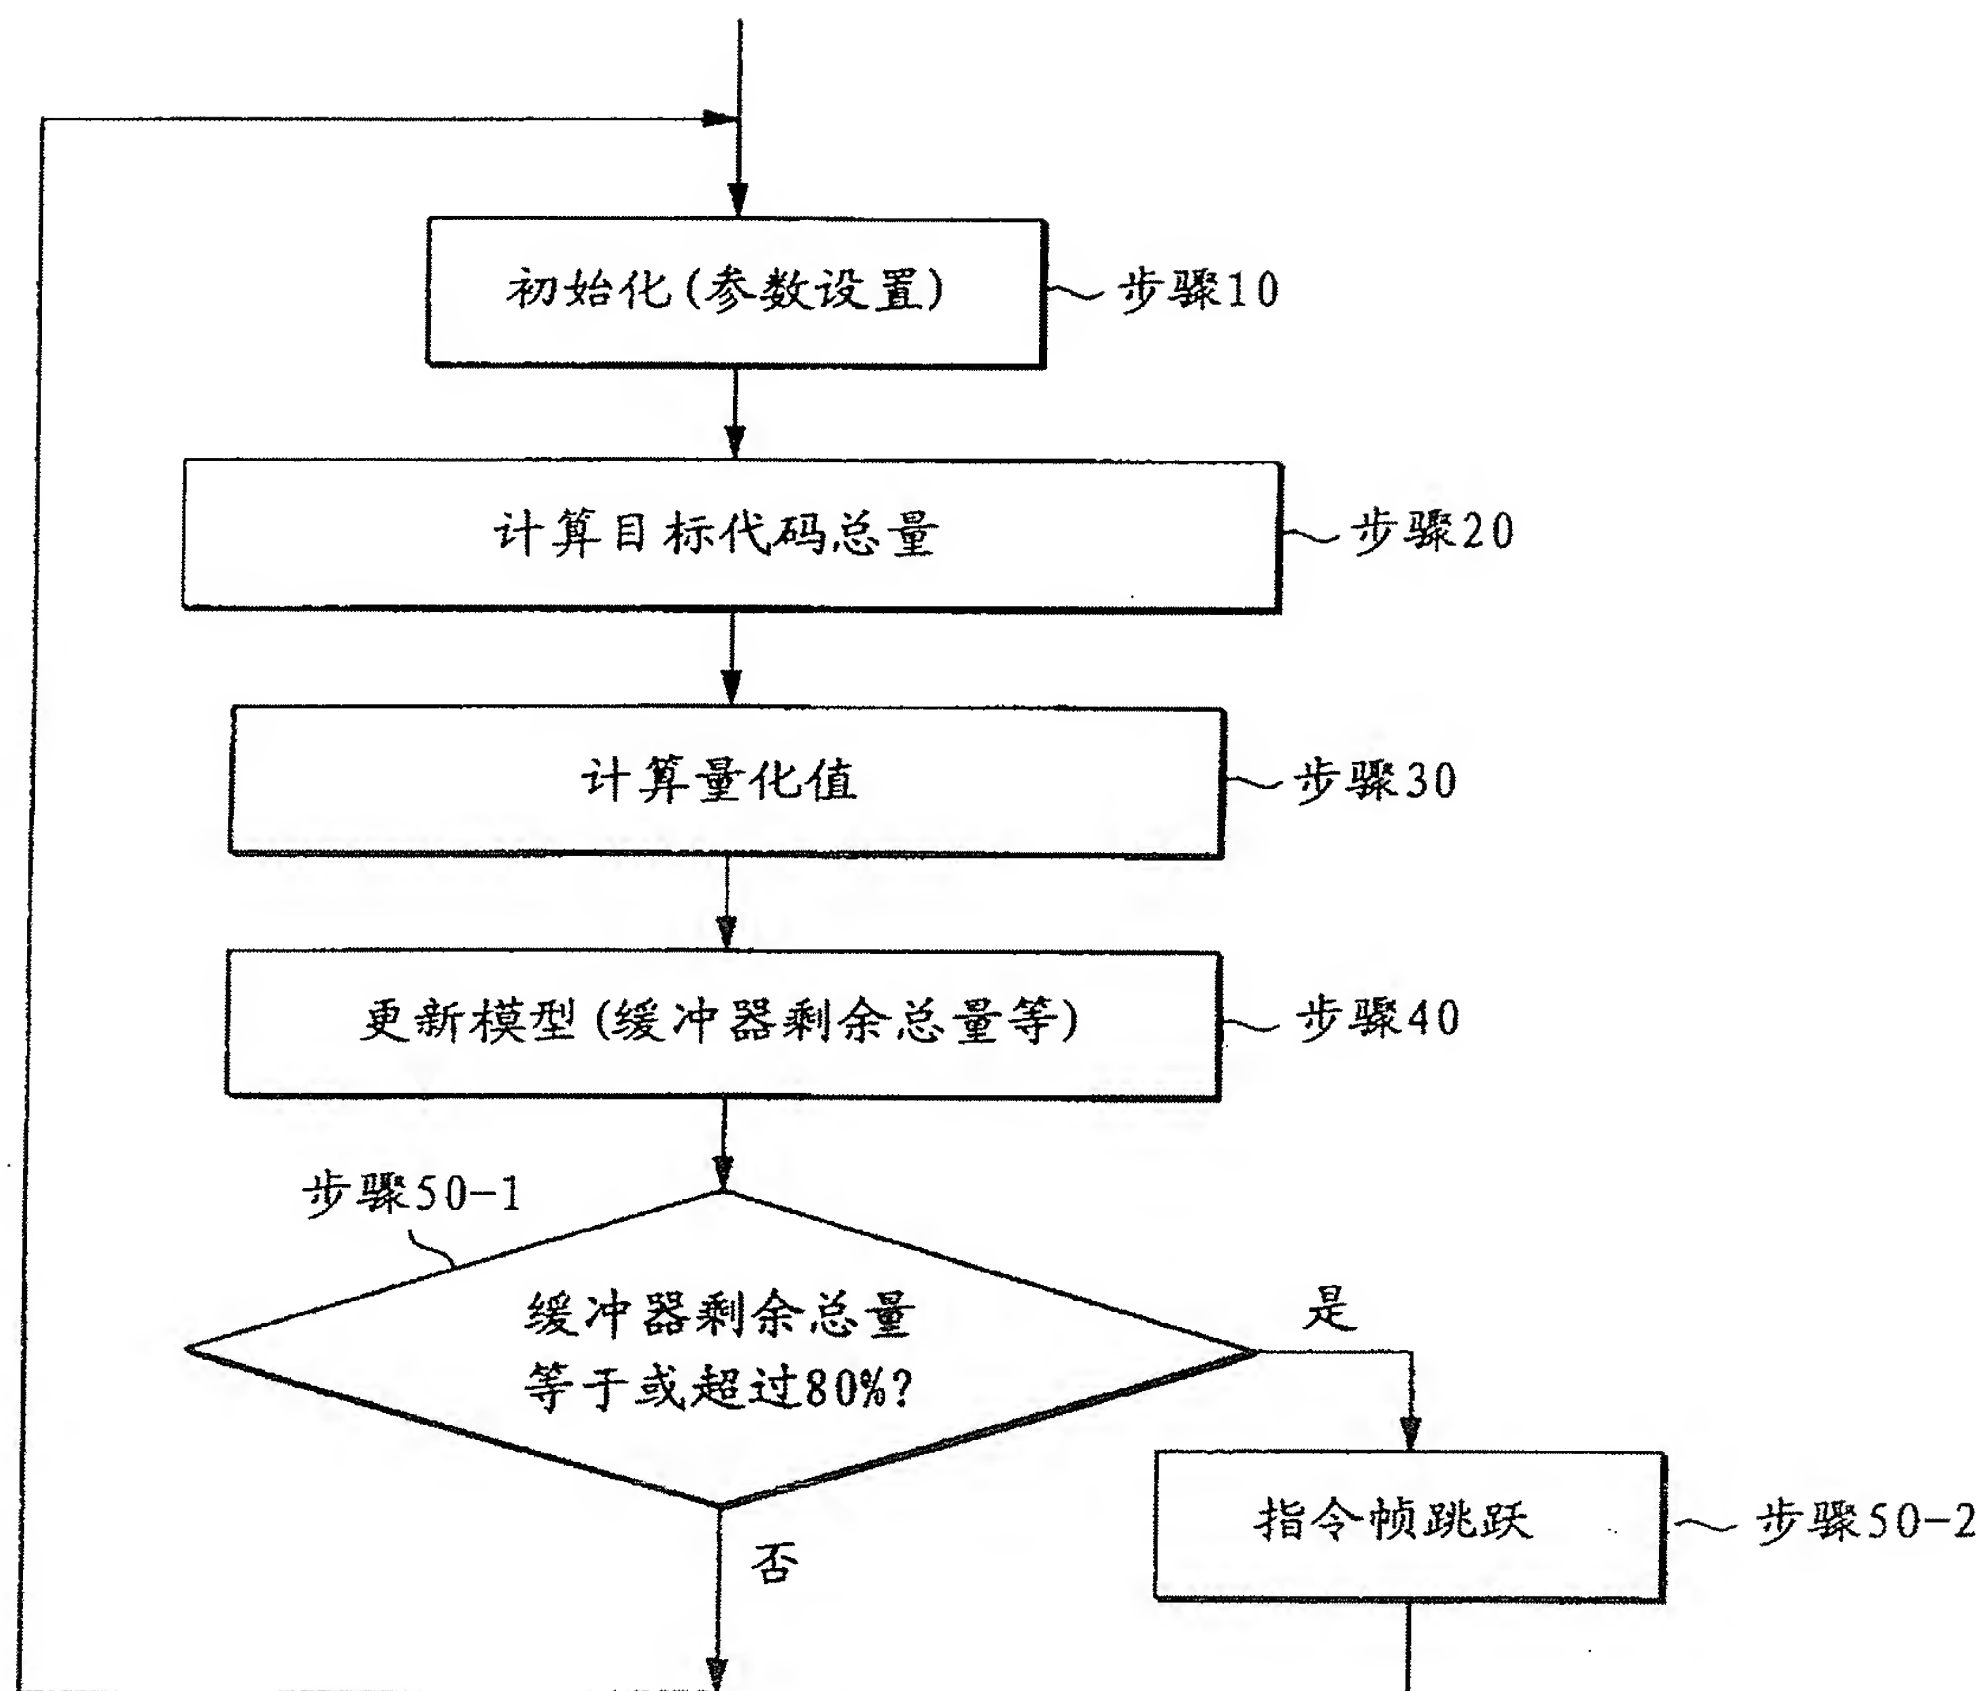 初始化(参数设置)
步骤10
计算目标代码总量
步骤20
计算量化值
步骤30
更新模型(缓冲器剩余总量等)
步骤40
步骤50-1
缓冲器剩余总量
等于或超过80%?
是
指令帧跳跃
步骤50-2
否